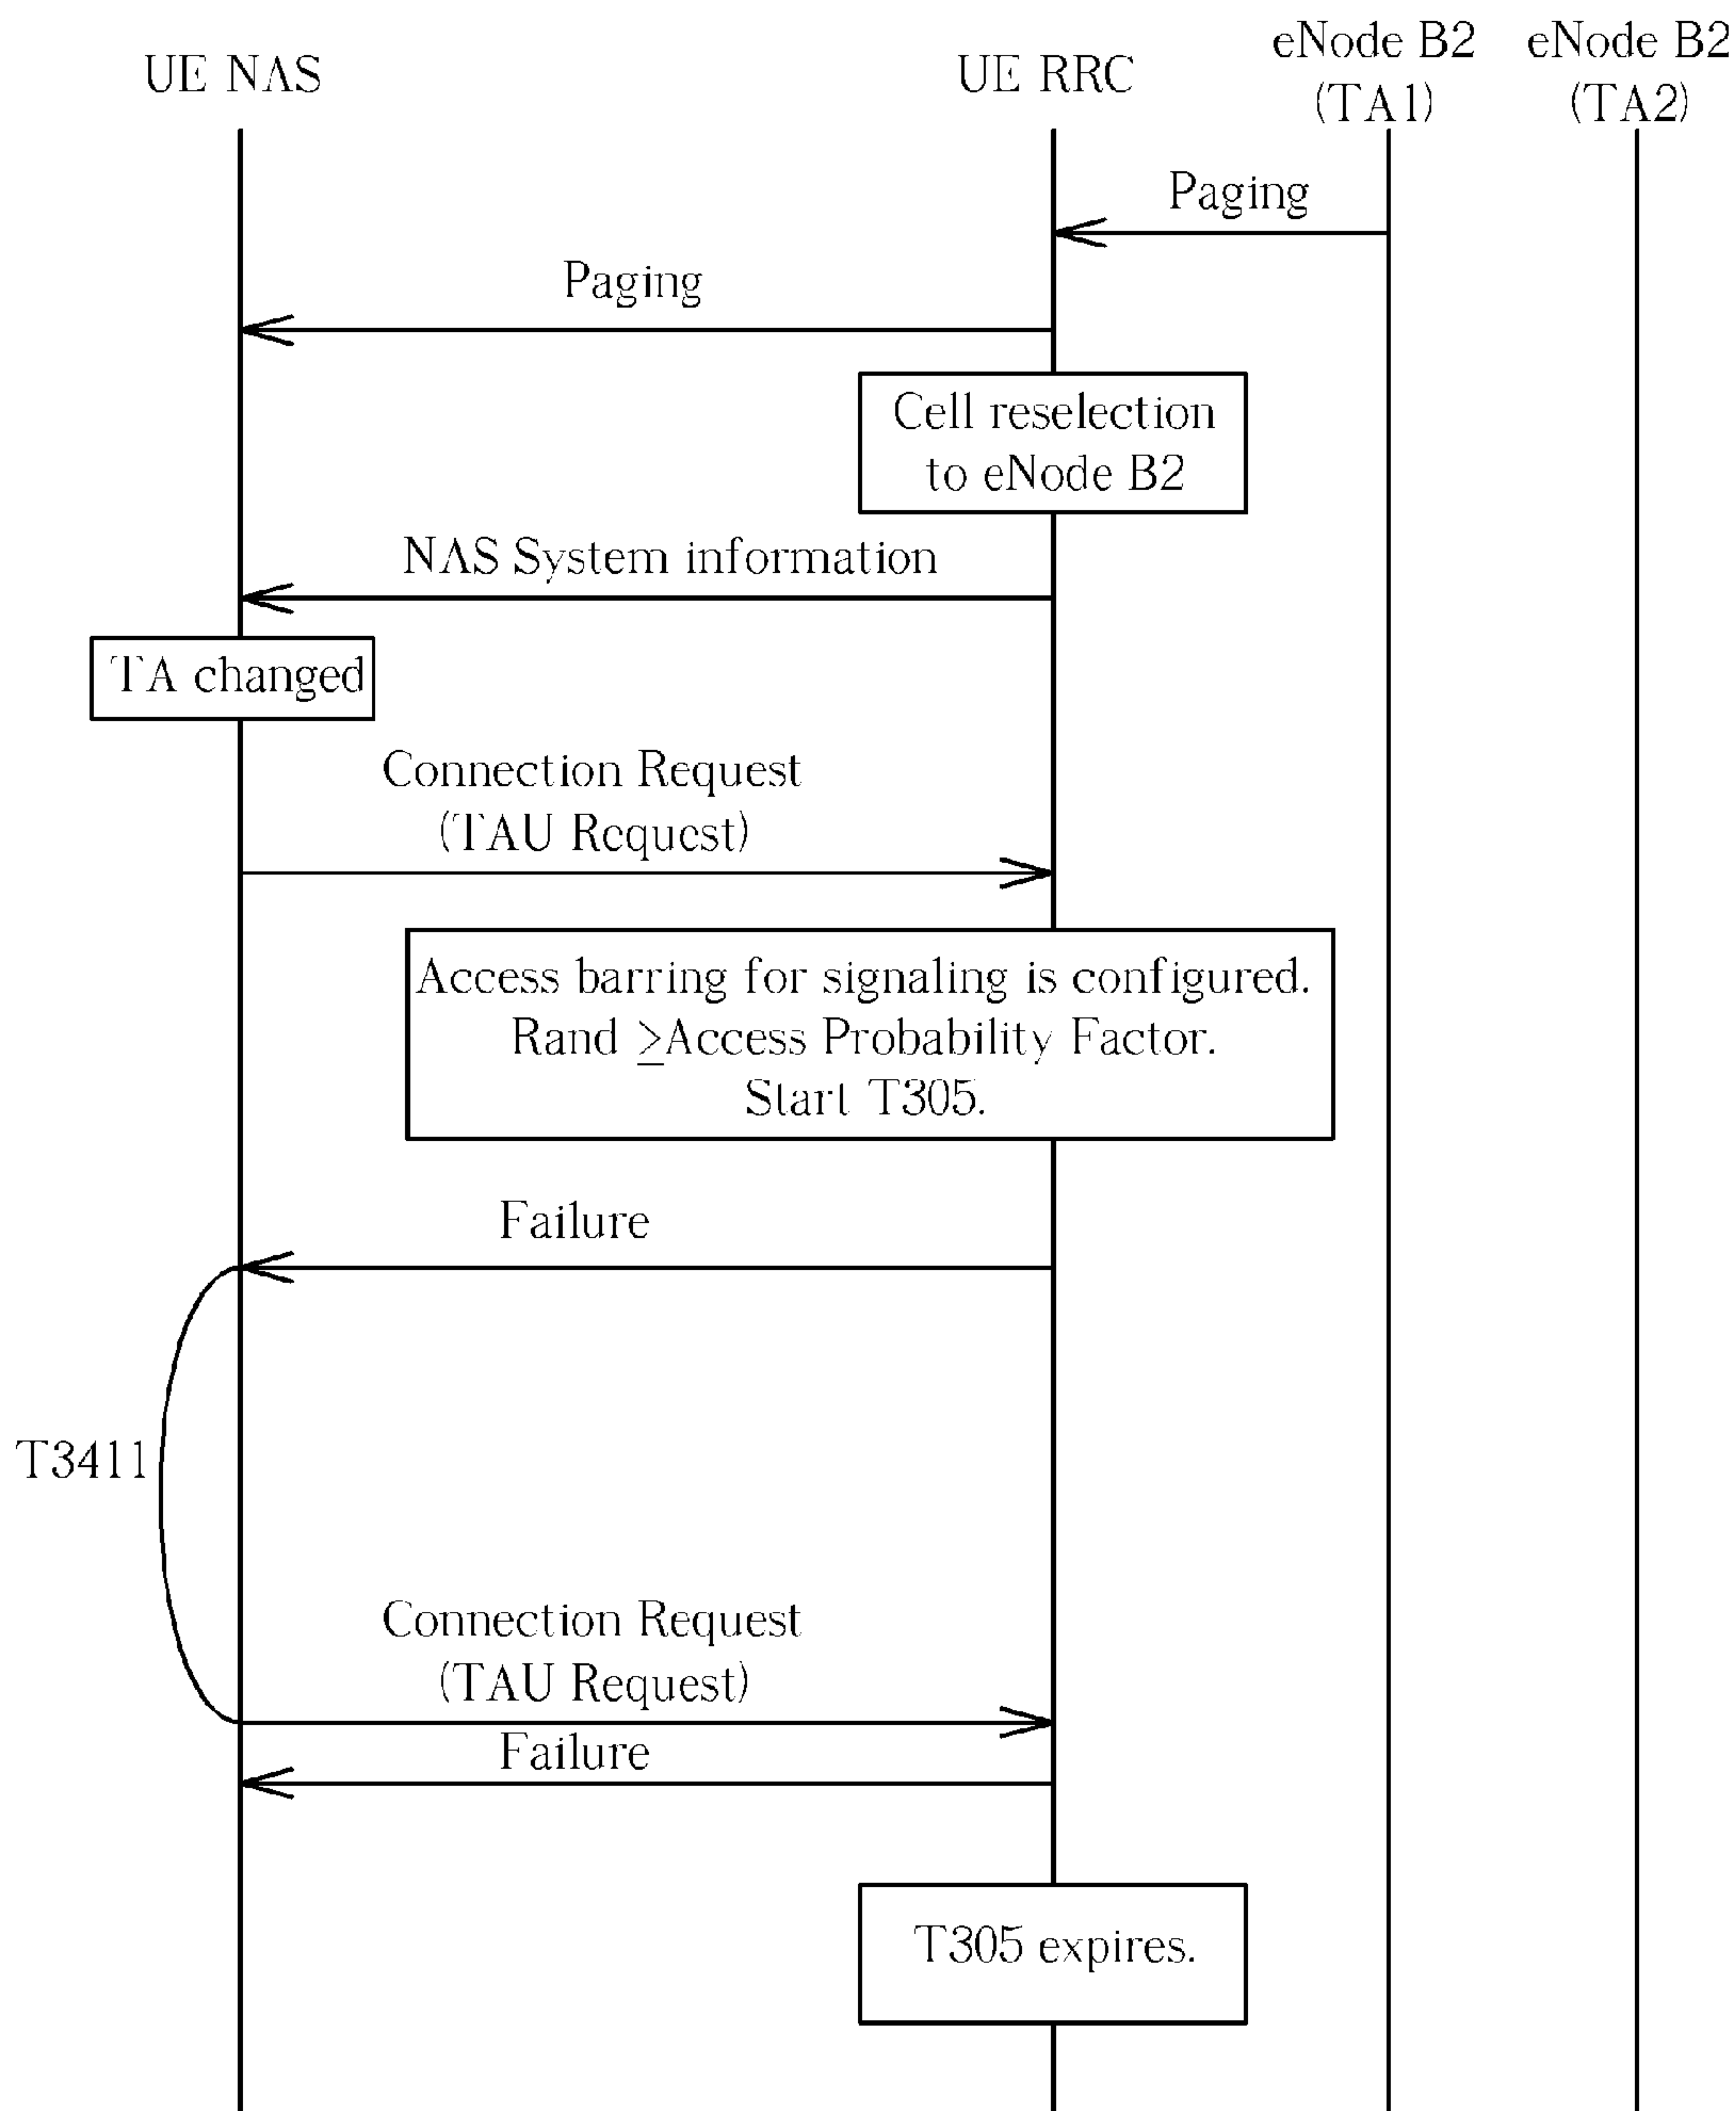 UE NAS
UE RRC
eNode B2
(TA1)
eNode B2
(TA2)
Paging
Paging
Cell reselection
to eNode B2
NAS System information
TA changed
Connection Request
(TAU Request)
Access barring for signaling is configured.
Rand ≥Access Probability Factor.
Start T305.
Failure
T3411
Connection Request
(TAU Request)
Failure
T305 expires.